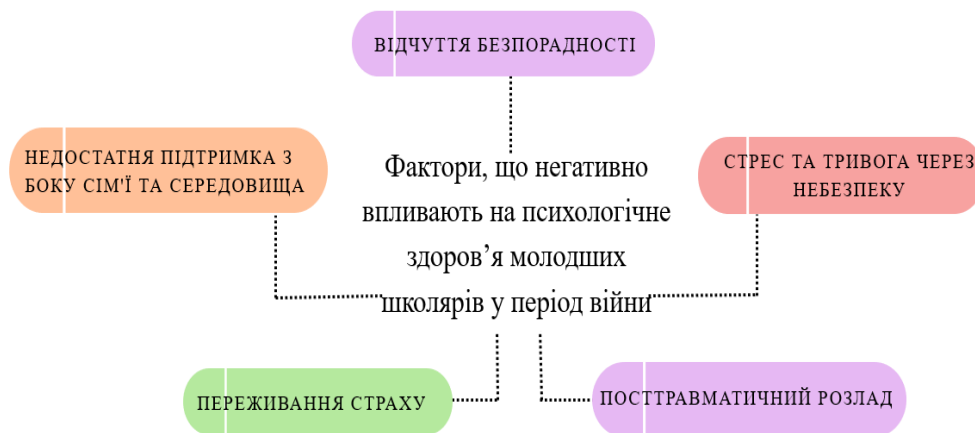 ВІДЧУТТЯ БЕЗПОРАДНОСТІ
НЕДОСТАТНЯ ПІДТРИМКА З
БОКУ СІМ'Ї ТА СЕРЕДОВИЩА
Фактори, що негативно
впливають на психологічне
здоров’я молодших
школярів у період війни
СТРЕС ТА ТРИВОГА ЧЕРЕЗ
НЕБЕЗПЕКУ
ПЕРЕЖИВАННЯ СТРАХУ
ПОСТТРАВМАТИЧНИЙ РОЗЛАД